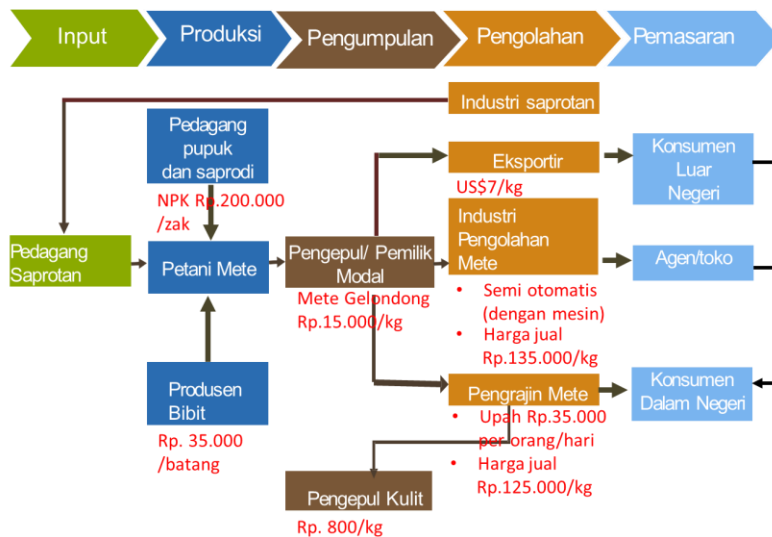 Input
Produksi
Pengumpulan
Pengolahan
Pemasaran
Industri saprotan
Pedagang
pupuk
dan saprodi
NPK Rp.200.000
/zak
Eksportir
US$7/kg
Konsumen
Luar
Negeri
Pedagang
Saprotan
Petani Mete
Pengepul/ Pemilik
Modal
Mete Gelondong
Rp.15.000/kg
Industri
Pengolahan
Mete
• Semi otomatis
(dengan mesin)
• Harga jual
Rp.135.000/kg
Agen/toko
Produsen
Bibit
Rp. 35.000
/batang
Pengrajin Mete
• Upah Rp.35.000
per orang/hari
• Harga jual
Rp.125.000/kg
Konsumen
Dalam Negeri
Pengepul Kulit
Rp. 800/kg